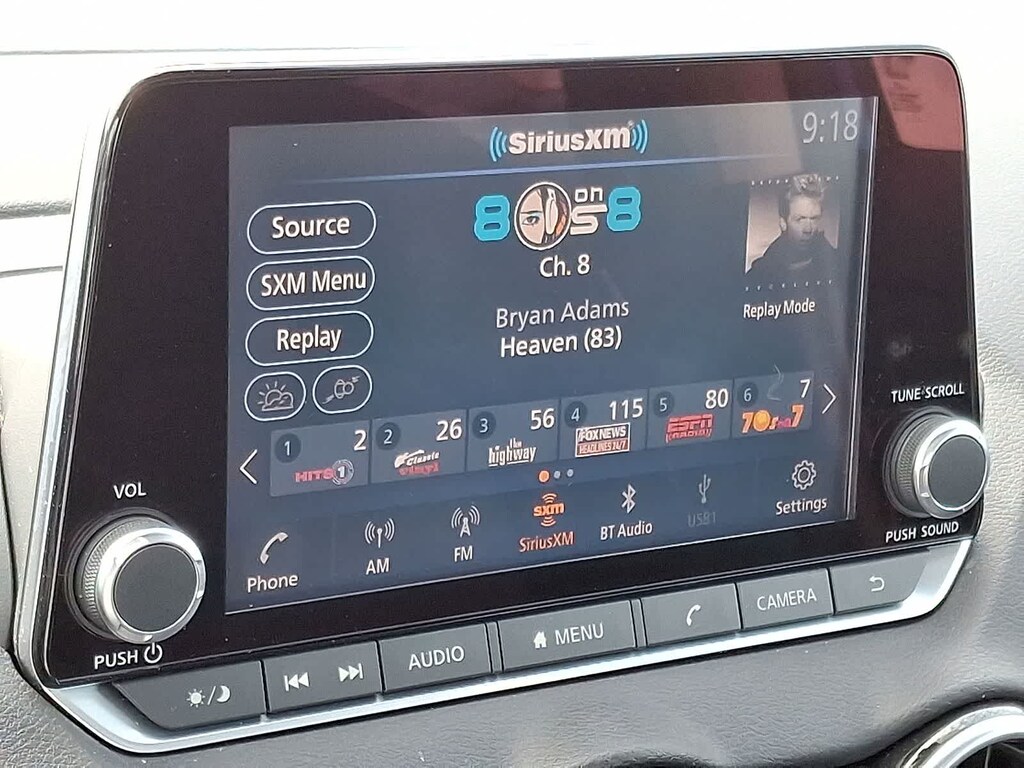 SiriusXM
9:18
80s on 8
Ch. 8
Bryan Adams
Heaven (83)
Source
SXM Menu
Replay
Replay Mode
1 2 HITS 1
2 26 Classic Vinyl
3 56 the highway
4 115 FOX NEWS HEADLINES 24/7
5 80 ESPN RADIO
6 7 70s on 7
Phone
AM
FM
sxm
SiriusXM
BT Audio
USB1
Settings
VOL
PUSH
TUNE·SCROLL
PUSH SOUND
AUDIO
MENU
CAMERA